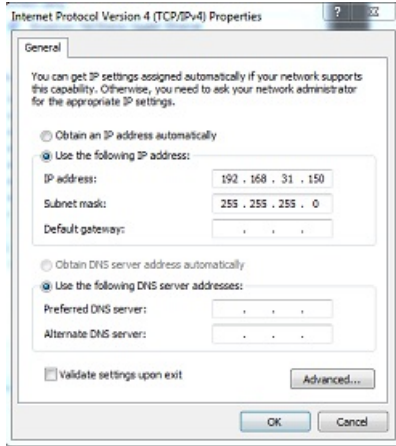 Internet Protocol Version 4 (TCP/IPv4) Properties
General
You can get IP settings assigned automatically if your network supports
this capability. Otherwise, you need to ask your network administrator
for the appropriate IP settings.
Obtain an IP address automatically
Use the following IP address:
IP address: 192 . 168 . 31 . 150
Subnet mask: 255 . 255 . 255 . 0
Default gateway: . . .
Obtain DNS server address automatically
Use the following DNS server addresses:
Preferred DNS server: . . .
Alternate DNS server: . . .
Validate settings upon exit
Advanced...
OK Cancel